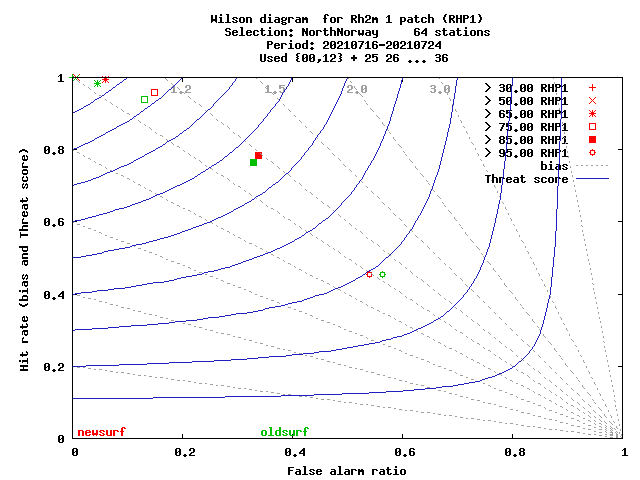 Wilson diagram  for Rh2m 1 patch (RHP1)
Selection: NorthNorway     64 stations
Period: 20210716-20210724
Used {00,12} + 25 26 ... 36
1.2 1.5 2.0 3.0
> 30.00 RHP1
> 50.00 RHP1
> 65.00 RHP1
> 75.00 RHP1
> 85.00 RHP1
> 95.00 RHP1
bias
Threat score
Hit rate (bias and Threat score)
1
0.8
0.6
0.4
0.2
0
newsurf oldsurf
0 0.2 0.4 0.6 0.8 1
False alarm ratio